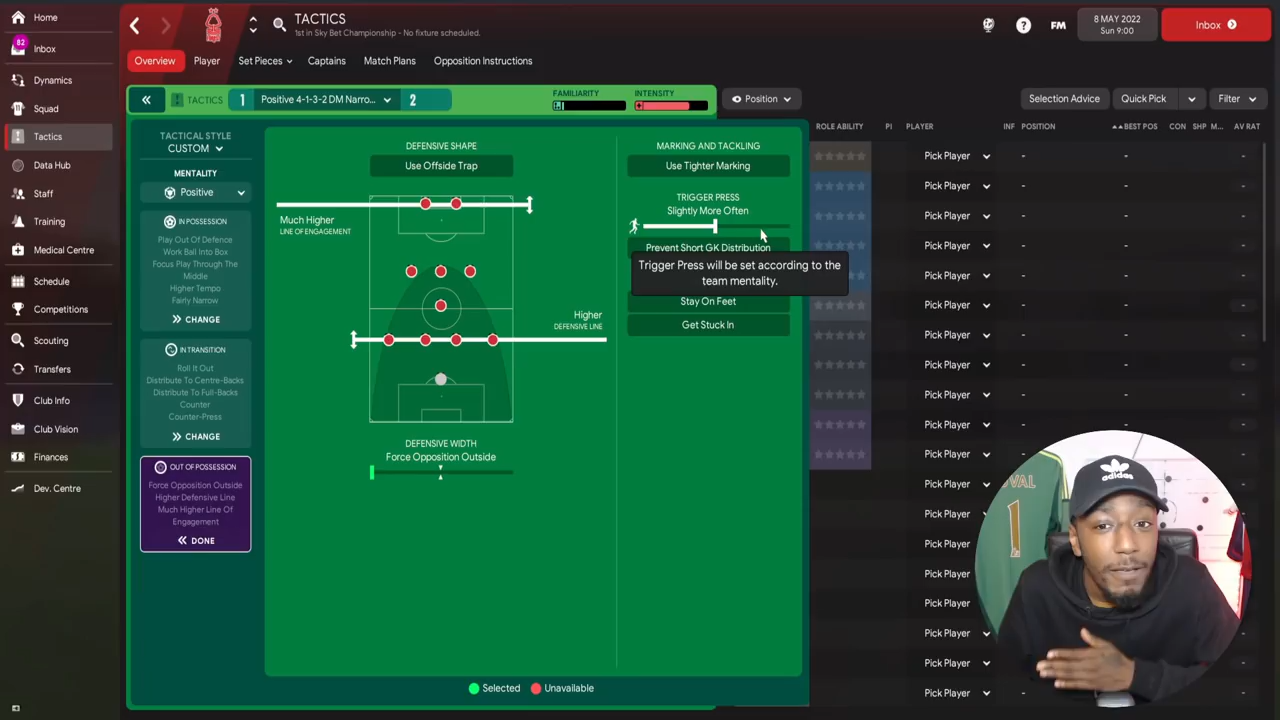 Home
82
Inbox
Dynamics
Squad
Tactics
Data Hub
Staff
Training
Medical Centre
Schedule
Competitions
Scouting
Transfers
Club Info
Club Vision
Finances
Dev. Centre
TACTICS
1st in Sky Bet Championship - No fixture scheduled.
?
FM
8 MAY 2022
Sun 9:00
Inbox
Overview
Player
Set Pieces
Captains
Match Plans
Opposition Instructions
TACTICS
1
Positive 4-1-3-2 DM Narro...
2
FAMILIARITY
INTENSITY
Position
Selection Advice
Quick Pick
Filter
TACTICAL STYLE
CUSTOM
MENTALITY
Positive
IN POSSESSION
Play Out Of Defence
Work Ball Into Box
Focus Play Through The
Middle
Higher Tempo
Fairly Narrow
CHANGE
IN TRANSITION
Roll It Out
Distribute To Centre-Backs
Distribute To Full-Backs
Counter
Counter-Press
CHANGE
OUT OF POSSESSION
Force Opposition Outside
Higher Defensive Line
Much Higher Line Of
Engagement
DONE
DEFENSIVE SHAPE
Use Offside Trap
Much Higher
LINE OF ENGAGEMENT
Higher
DEFENSIVE LINE
DEFENSIVE WIDTH
Force Opposition Outside
MARKING AND TACKLING
Use Tighter Marking
TRIGGER PRESS
Slightly More Often
Prevent Short GK Distribution
Trigger Press will be set according to the
team mentality.
Stay On Feet
Get Stuck In
Selected
Unavailable
ROLE ABILITY
PI
PLAYER
INF
POSITION
BEST POS
CON
SHP
M...
AV RAT
Pick Player - - -
Pick Player - - -
Pick Player - - -
Pick Player - - -
Pick Player - - -
Pick Player - - -
Pick Player - - -
Pick Player - - -
Pick Player - - -
Pick Player - - -
Pick Player - - -
Pick Player - - -
Pick Player
Pick Player
Pick Player
Pick Player
Pick Player
Pick Player
Pick Player
OVAL
1
adidas